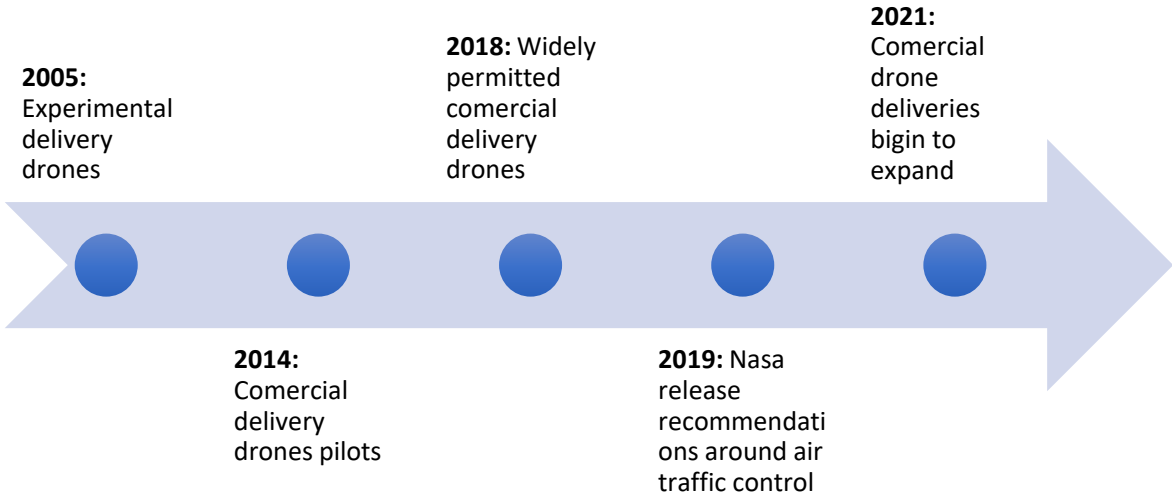 2005:
Experimental
delivery
drones
2014:
Comercial
delivery
drones pilots
2018: Widely
permitted
comercial
delivery
drones
2019: Nasa
release
recommendati
ons around air
traffic control
2021:
Comercial
drone
deliveries
bigin to
expand